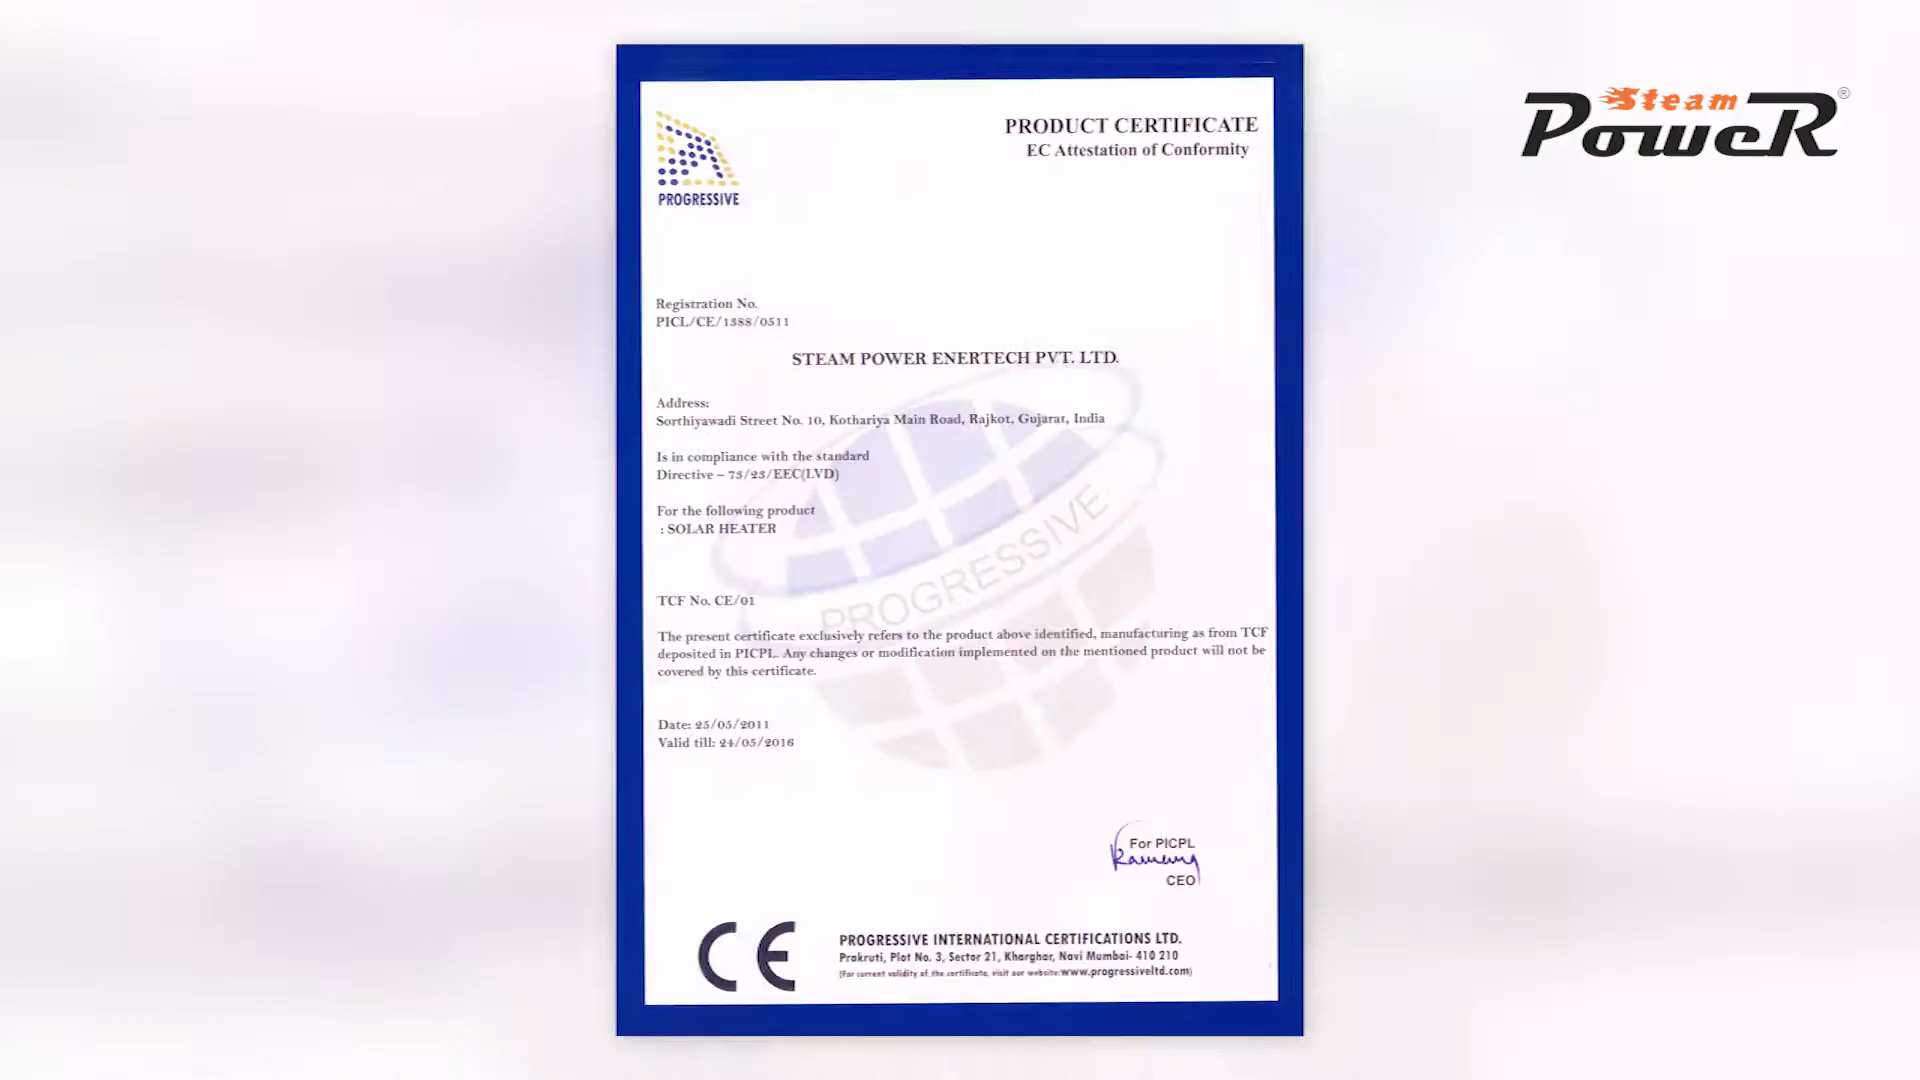 Steam
PoweR®
PROGRESSIVE
PRODUCT CERTIFICATE
EC Attestation of Conformity
Registration No.
PICL/CE/1388/0511
STEAM POWER ENERTECH PVT. LTD.
Address:
Sorthiyawadi Street No. 10, Kothariya Main Road, Rajkot, Gujarat, India
Is in compliance with the standard
Directive – 73/23/EEC(LVD)
For the following product
: SOLAR HEATER
PROGRESSIVE
TCF No. CE/01
The present certificate exclusively refers to the product above identified, manufacturing as from TCF
deposited in PICPL. Any changes or modification implemented on the mentioned product will not be
covered by this certificate.
Date: 25/05/2011
Valid till: 24/05/2016
For PICPL
CEO
CE
PROGRESSIVE INTERNATIONAL CERTIFICATIONS LTD.
Prakruti, Plot No. 3, Sector 21, Kharghar, Navi Mumbai- 410 210
(For current validity of the certificate, visit our website:www.progressiveltd.com)